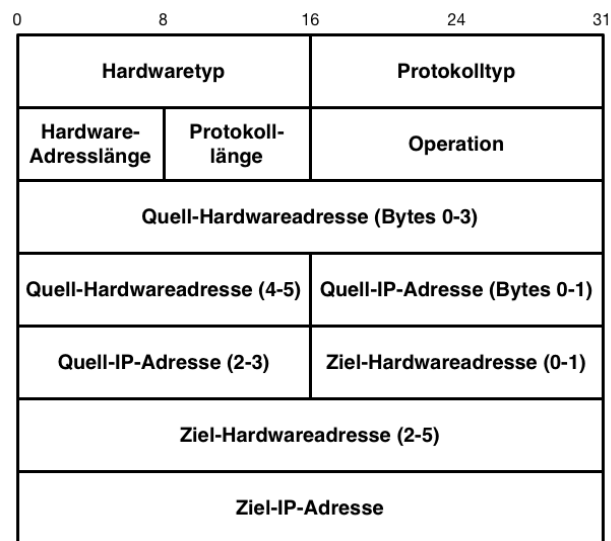 0 8 16 24 31
Hardwaretyp Protokolltyp
Hardware-
Adresslänge
Protokoll-
länge
Operation
Quell-Hardwareadresse (Bytes 0-3)
Quell-Hardwareadresse (4-5) Quell-IP-Adresse (Bytes 0-1)
Quell-IP-Adresse (2-3) Ziel-Hardwareadresse (0-1)
Ziel-Hardwareadresse (2-5)
Ziel-IP-Adresse